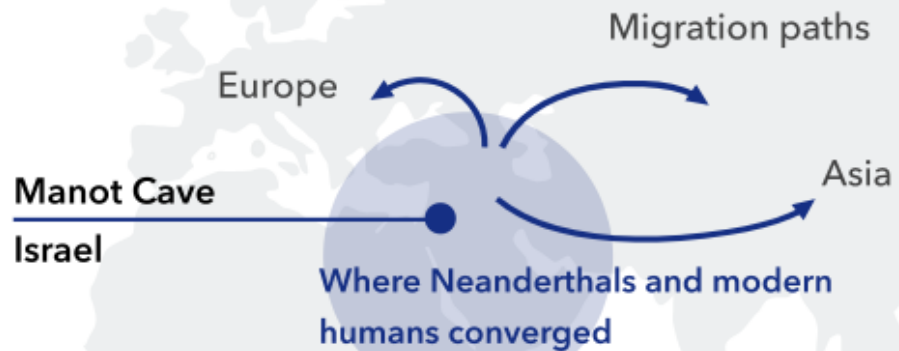 Migration paths
Europe
Asia
Manot Cave
Israel
Where Neanderthals and modern
humans converged